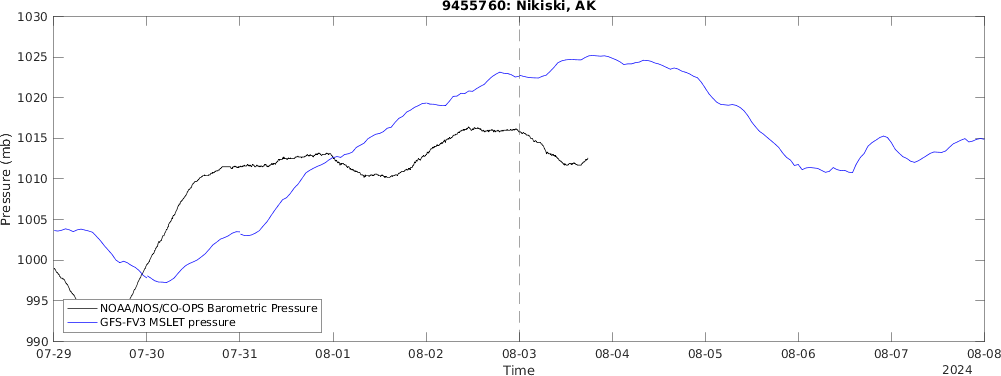 9455760: Nikiski, AK
Pressure (mb)
1030
1025
1020
1015
1010
1005
1000
995
990
NOAA/NOS/CO-OPS Barometric Pressure
GFS-FV3 MSLET pressure
07-29 07-30 07-31 08-01 08-02 08-03 08-04 08-05 08-06 08-07 08-08
Time
2024